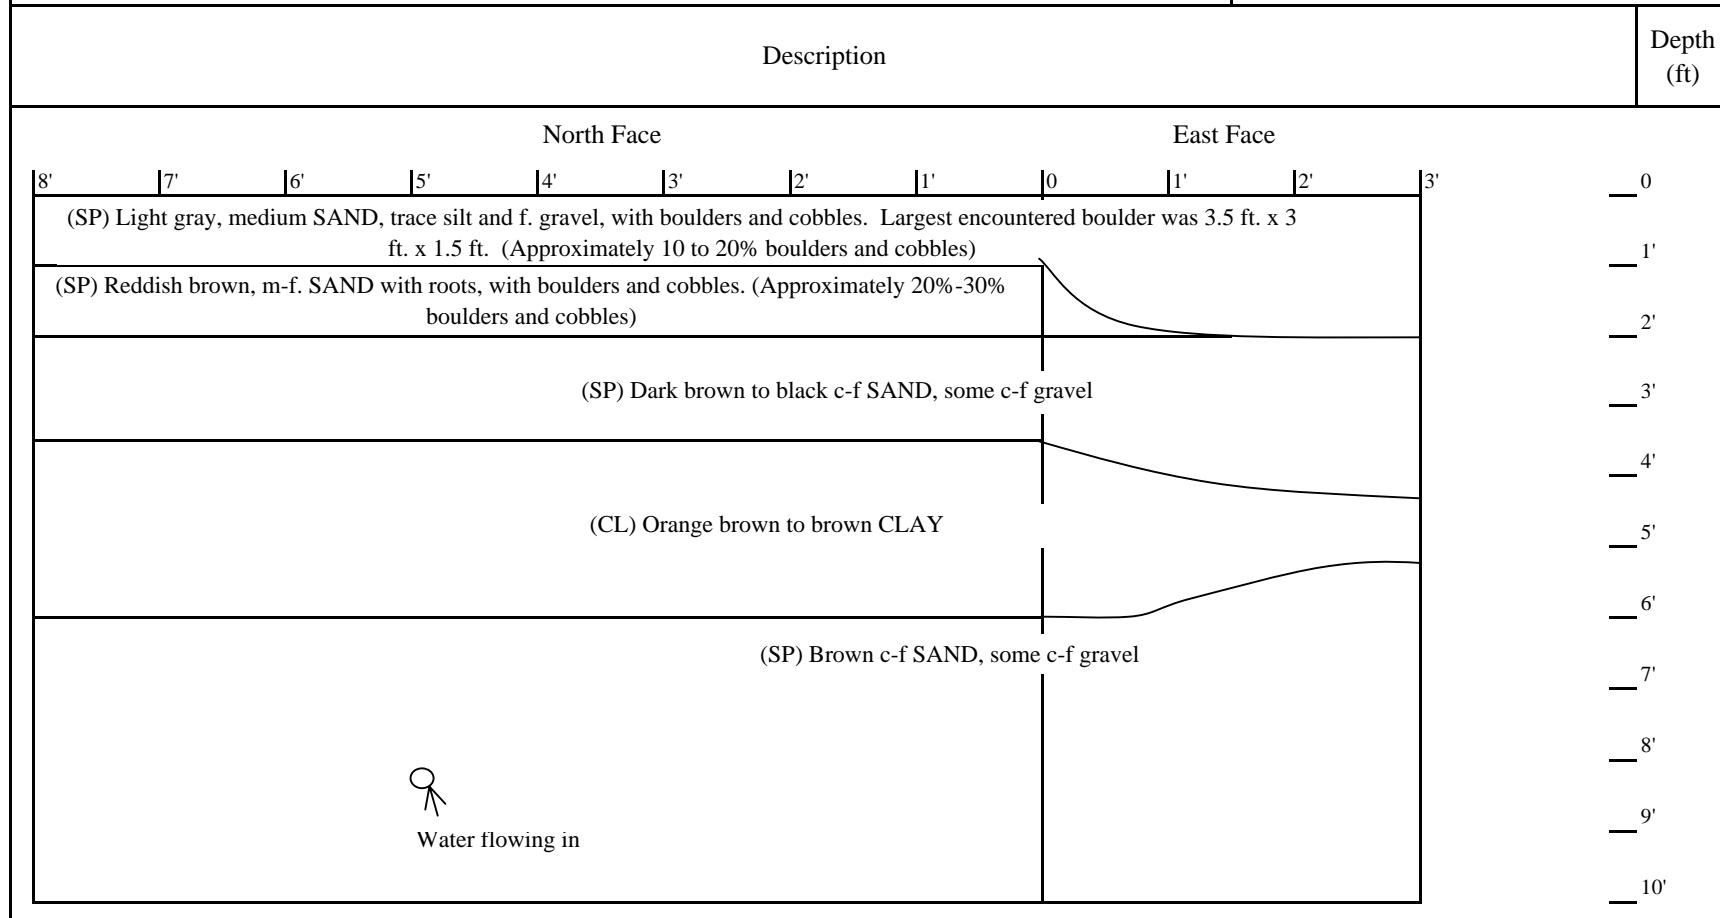 Description
Depth
(ft)
North Face
East Face
8' 7' 6' 5' 4' 3' 2' 1' 0 1' 2' 3'
0
(SP) Light gray, medium SAND, trace silt and f. gravel, with boulders and cobbles. Largest encountered boulder was 3.5 ft. x 3
ft. x 1.5 ft. (Approximately 10 to 20% boulders and cobbles)
1'
(SP) Reddish brown, m-f. SAND with roots, with boulders and cobbles. (Approximately 20%-30%
boulders and cobbles)
2'
(SP) Dark brown to black c-f SAND, some c-f gravel
3'
4'
(CL) Orange brown to brown CLAY
5'
6'
(SP) Brown c-f SAND, some c-f gravel
7'
8'
9'
Water flowing in
10'